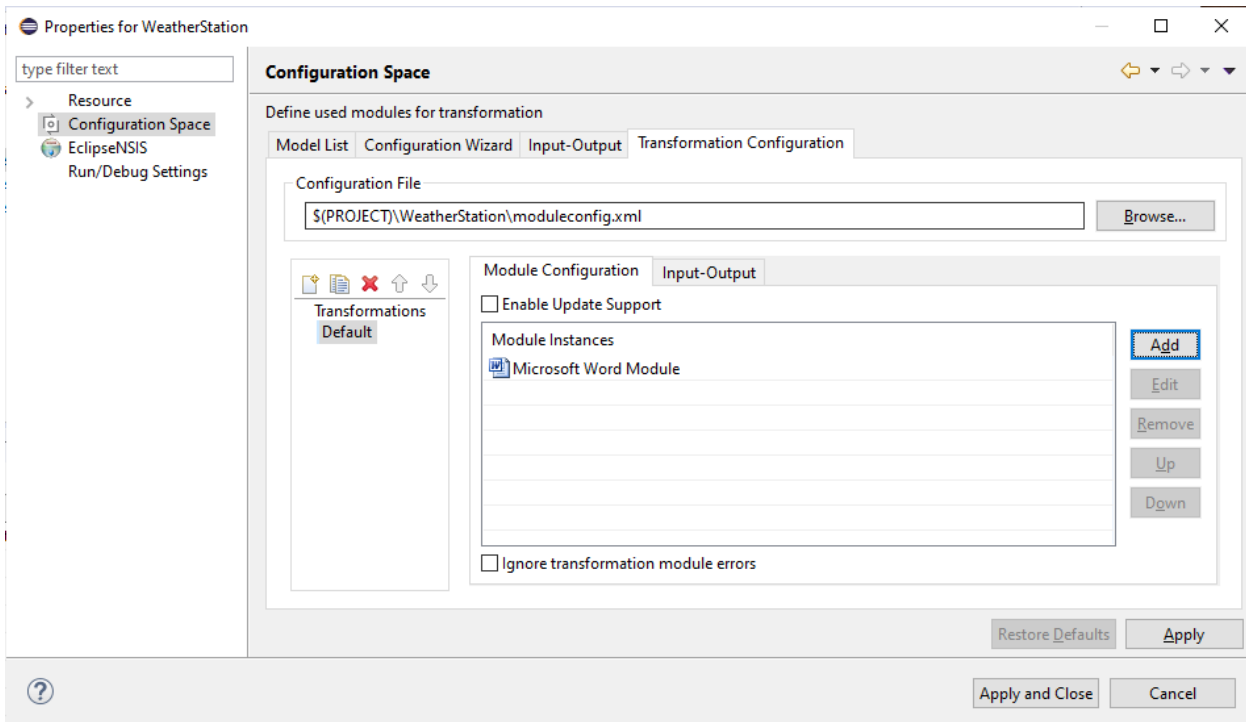 Properties for WeatherStation
type filter text
Resource
Configuration Space
EclipseNSIS
Run/Debug Settings
Configuration Space
Define used modules for transformation
Model List Configuration Wizard Input-Output Transformation Configuration
Configuration File
$(PROJECT)\WeatherStation\moduleconfig.xml
Browse...
Transformations
Default
Module Configuration Input-Output
Enable Update Support
Module Instances
Microsoft Word Module
Add
Edit
Remove
Up
Down
Ignore transformation module errors
Restore Defaults Apply
? Apply and Close Cancel